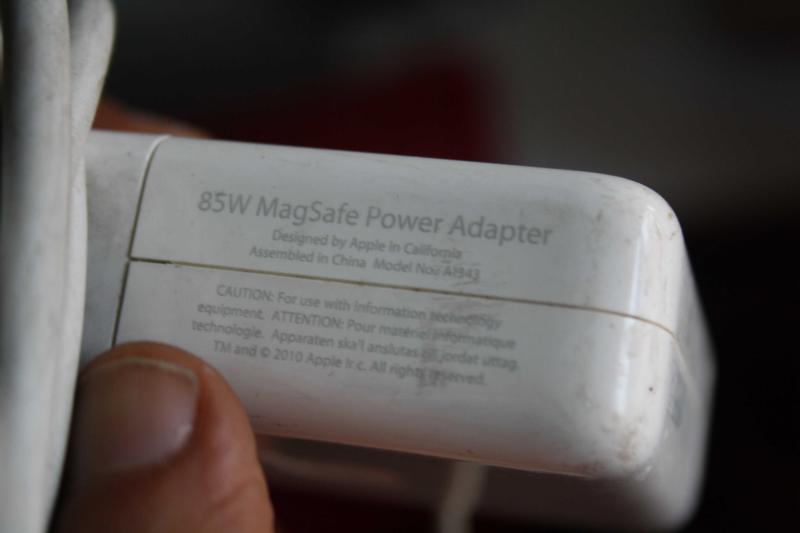 85W MagSafe Power Adapter
Designed by Apple in California
Assembled in China Model No.: A1343
CAUTION: For use with information technology
equipment. ATTENTION: Pour matériel informatique
technologie. Apparaten ska'l anslutas till jordat uttag.
TM and © 2010 Apple Inc. All rights reserved.